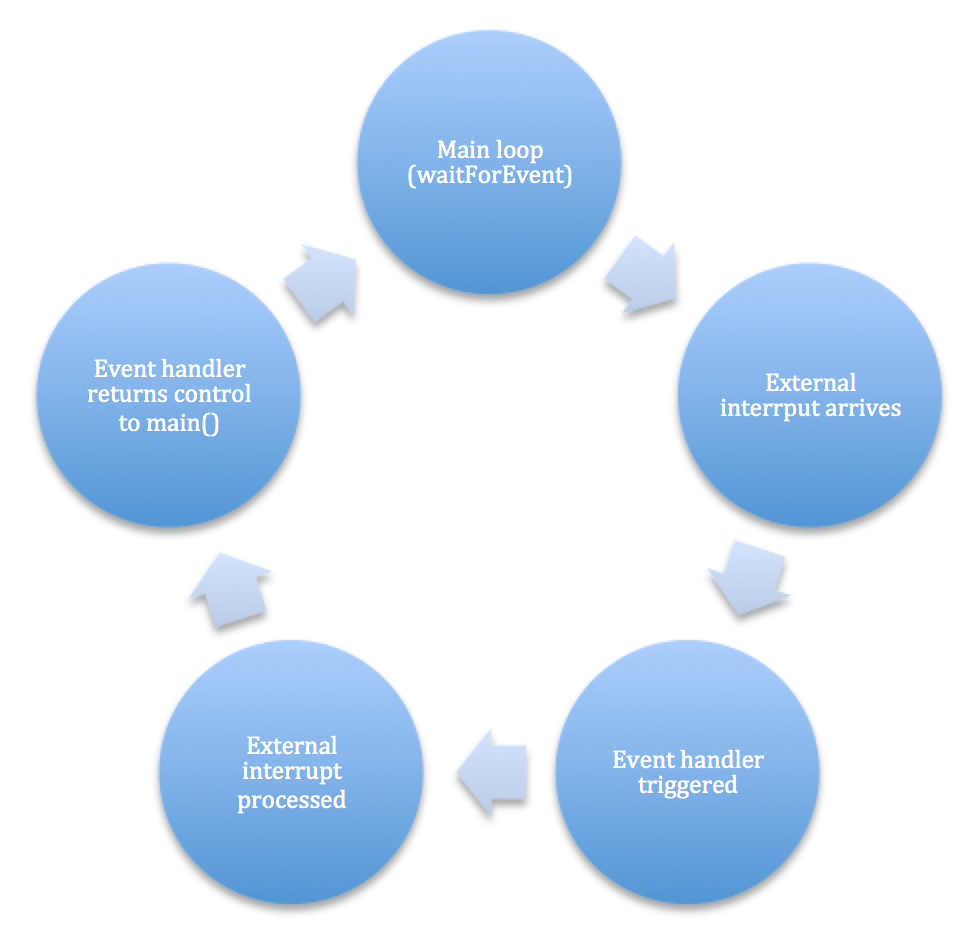 Main loop
(waitForEvent)
External
interrput arrives
Event handler
triggered
External
interrupt
processed
Event handler
returns control
to main()